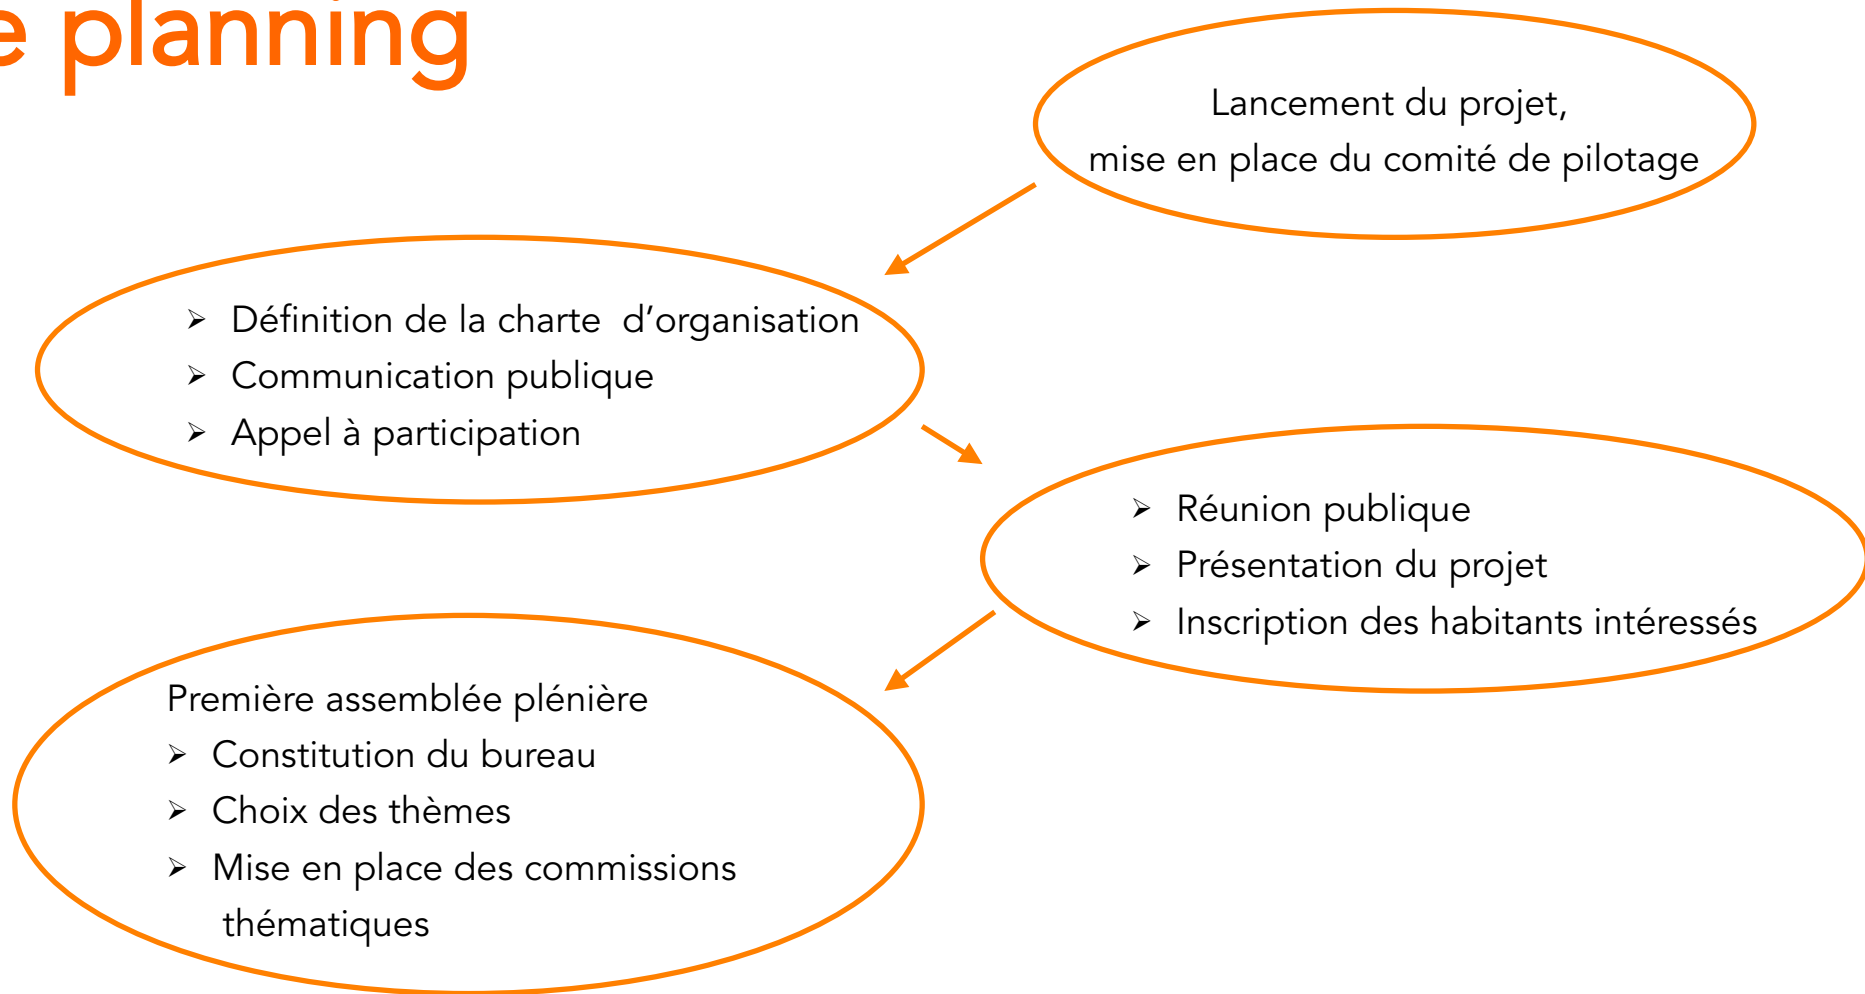 e planning
Lancement du projet,
mise en place du comité de pilotage
➢ Définition de la charte  d’organisation
➢ Communication publique
➢ Appel à participation
➢ Réunion publique
➢ Présentation du projet
➢ Inscription des habitants intéressés
Première assemblée plénière
➢ Constitution du bureau
➢ Choix des thèmes
➢ Mise en place des commissions
thématiques